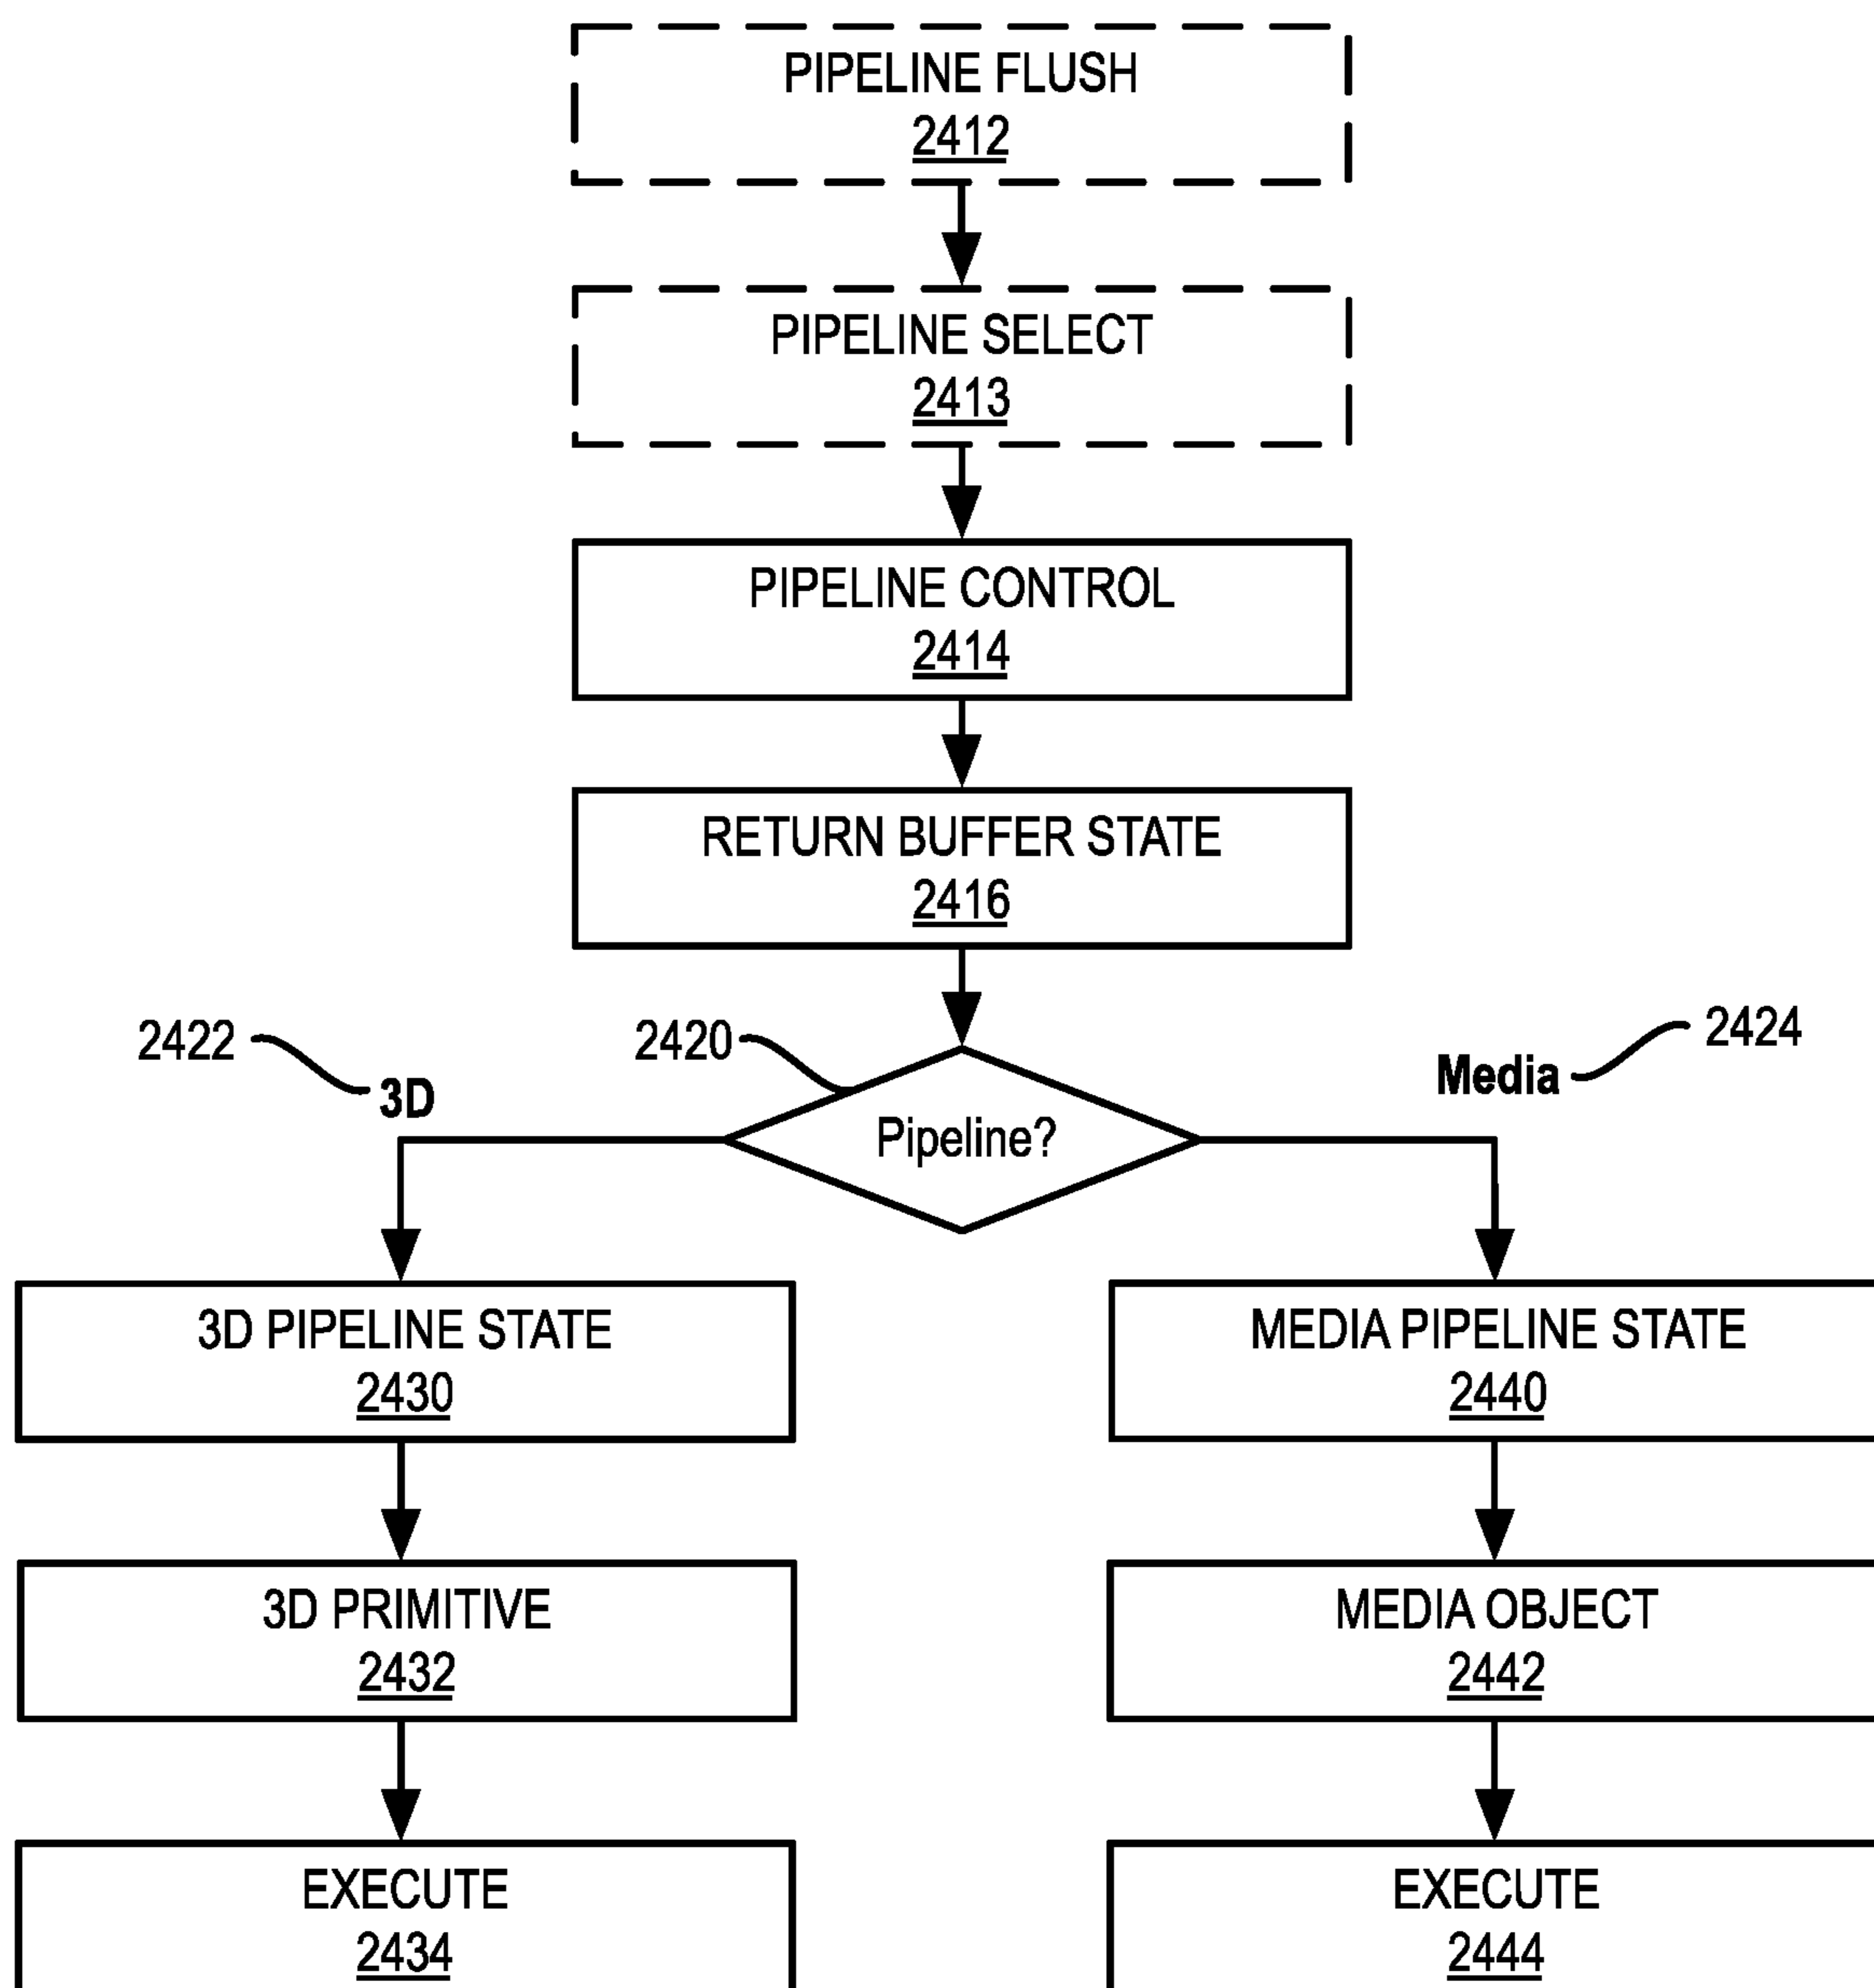 PIPELINE FLUSH
2412
PIPELINE SELECT
2413
PIPELINE CONTROL
2414
RETURN BUFFER STATE
2416
2422
2420
2424
3D
Media
Pipeline?
3D PIPELINE STATE
2430
MEDIA PIPELINE STATE
2440
3D PRIMITIVE
2432
MEDIA OBJECT
2442
EXECUTE
2434
EXECUTE
2444